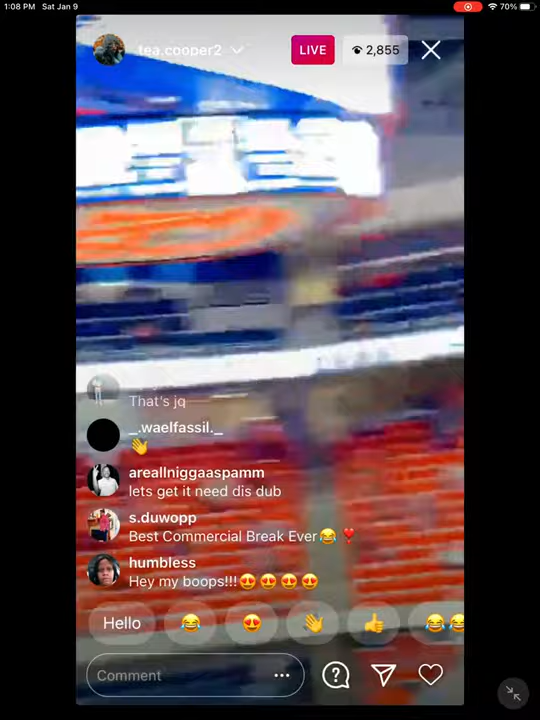 1:08 PM Sat Jan 9
70%
tea.cooper2
LIVE
2,855
That's jq
_.waelfassil._
👋
areallniggaaspamm
lets get it need dis dub
s.duwopp
Best Commercial Break Ever😂❣️
humbless
Hey my boops!!!😍😍😍😍
Hello 😂 😍 👋 👍 😂😂
Comment